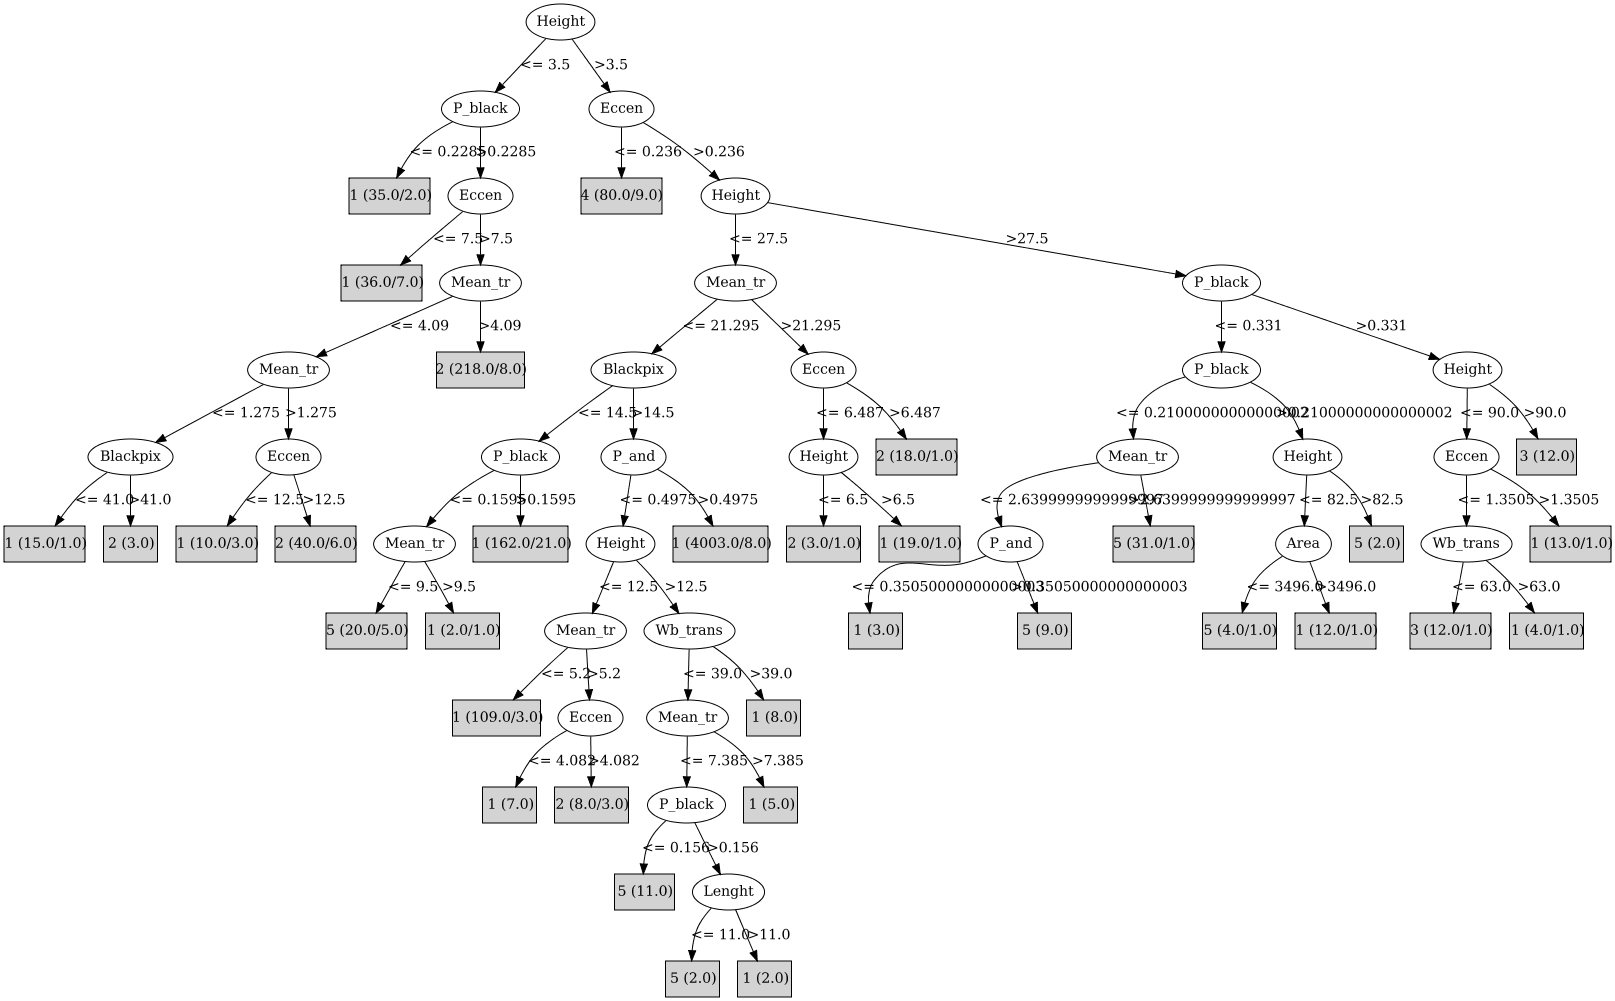 Height
<= 3.5 >3.5
P_black Eccen
<= 0.2285 >0.2285 <= 0.236 >0.236
1 (35.0/2.0) Eccen 4 (80.0/9.0) Height
<= 7.5 >7.5 <= 27.5 >27.5
1 (36.0/7.0) Mean_tr Mean_tr P_black
<= 4.09 >4.09 <= 21.295 >21.295 <= 0.331 >0.331
Mean_tr 2 (218.0/8.0) Blackpix Eccen P_black Height
<= 1.275 >1.275 <= 14.5 >14.5 <= 6.487 >6.487 <= 0.21000000000000002 >0.21000000000000002 <= 90.0 >90.0
Blackpix Eccen P_black P_and Height 2 (18.0/1.0) Mean_tr Height Eccen 3 (12.0)
<= 41.0 >41.0 <= 12.5 >12.5 <= 0.1595 >0.1595 <= 0.4975 >0.4975 <= 6.5 >6.5 <= 2.6399999999999997 >2.6399999999999997 <= 82.5 >82.5 <= 1.3505 >1.3505
1 (15.0/1.0) 2 (3.0) 1 (10.0/3.0) 2 (40.0/6.0) Mean_tr 1 (162.0/21.0) Height 1 (4003.0/8.0) 2 (3.0/1.0) 1 (19.0/1.0) P_and 5 (31.0/1.0) Area 5 (2.0) Wb_trans 1 (13.0/1.0)
<= 9.5 >9.5 <= 12.5 >12.5 <= 0.35050000000000003 >0.35050000000000003 <= 3496.0 >3496.0 <= 63.0 >63.0
5 (20.0/5.0) 1 (2.0/1.0) Mean_tr Wb_trans 1 (3.0) 5 (9.0) 5 (4.0/1.0) 1 (12.0/1.0) 3 (12.0/1.0) 1 (4.0/1.0)
<= 5.2 >5.2 <= 39.0 >39.0
1 (109.0/3.0) Eccen Mean_tr 1 (8.0)
<= 4.082 >4.082 <= 7.385 >7.385
1 (7.0) 2 (8.0/3.0) P_black 1 (5.0)
<= 0.156 >0.156
5 (11.0) Lenght
<= 11.0 >11.0
5 (2.0) 1 (2.0)